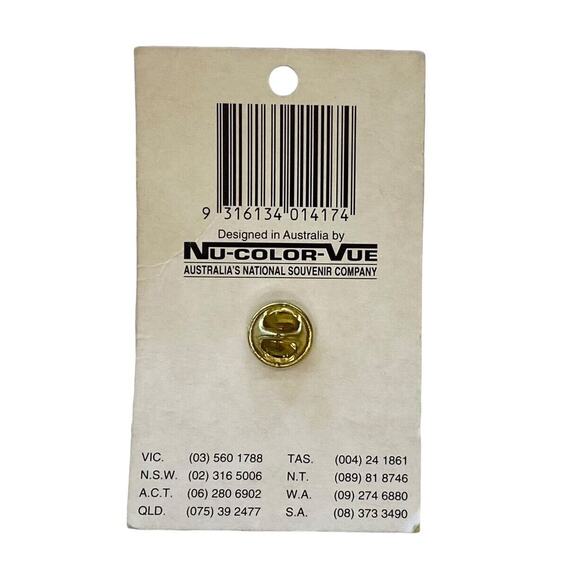 9 316134 014174
Designed in Australia by
NU-COLOR-VUE
AUSTRALIA'S NATIONAL SOUVENIR COMPANY
VIC. (03) 560 1788 TAS. (004) 24 1861
N.S.W. (02) 316 5006 N.T. (089) 81 8746
A.C.T. (06) 280 6902 W.A. (09) 274 6880
QLD. (075) 39 2477 S.A. (08) 373 3490